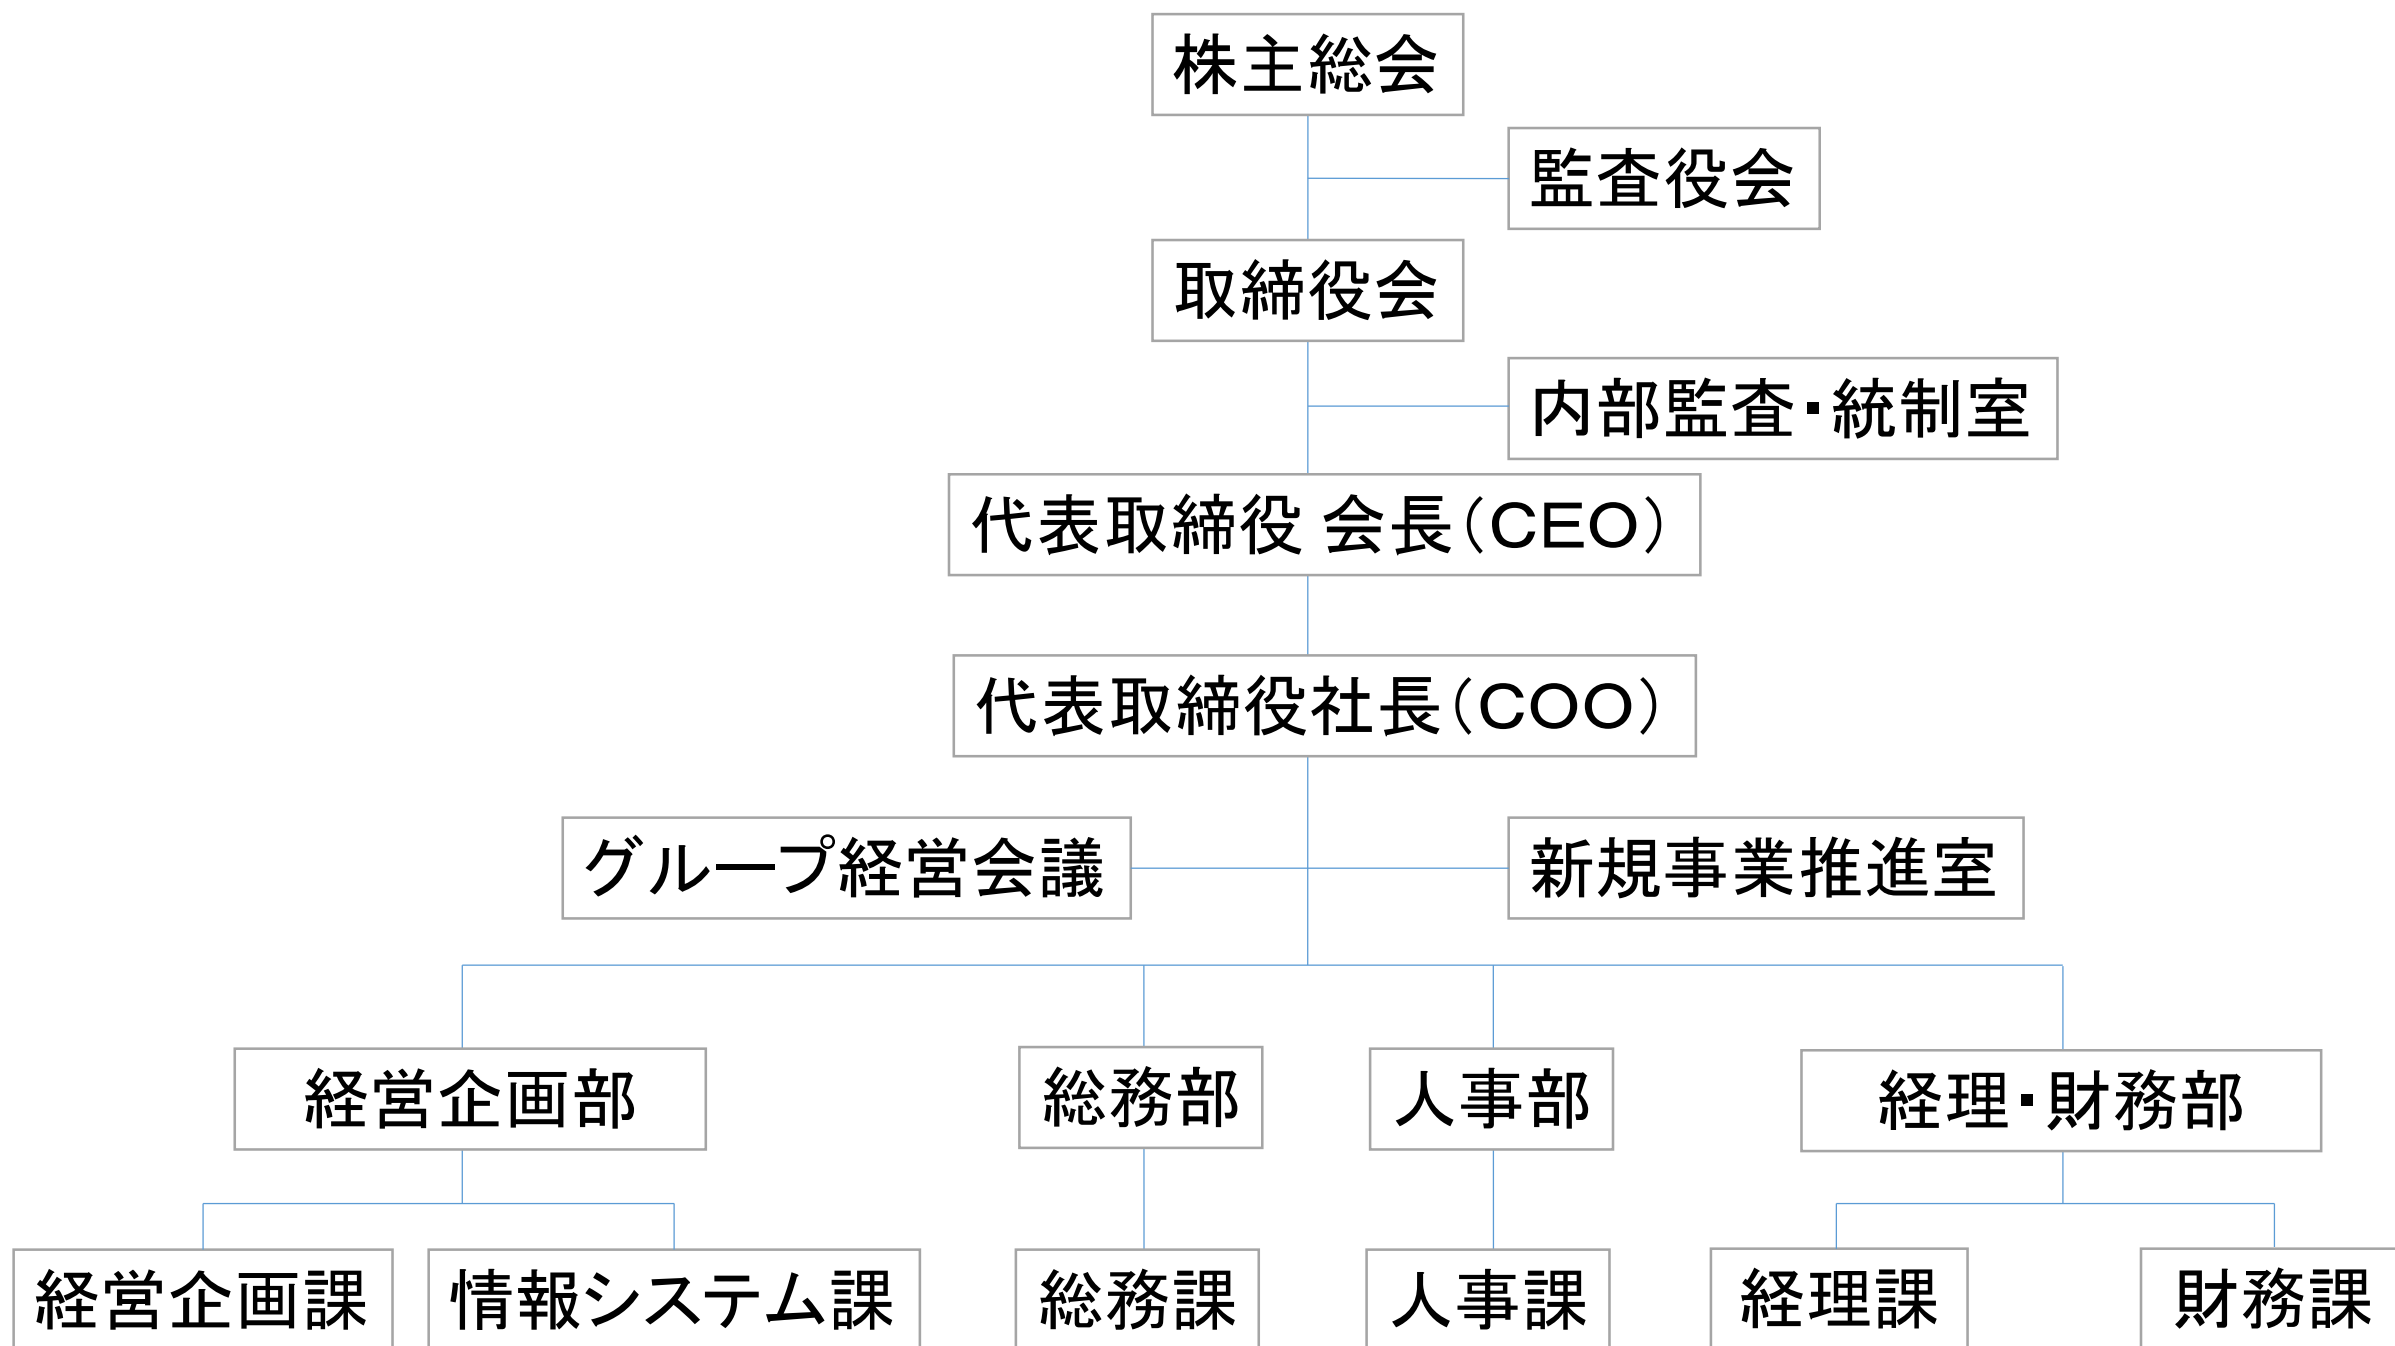 株主総会
監査役会
取締役会
内部監査・統制室
代表取締役 会長（CEO）
代表取締役社長（COO）
グループ経営会議
新規事業推進室
経営企画部
総務部
人事部
経理・財務部
経営企画課
情報システム課
総務課
人事課
経理課
財務課